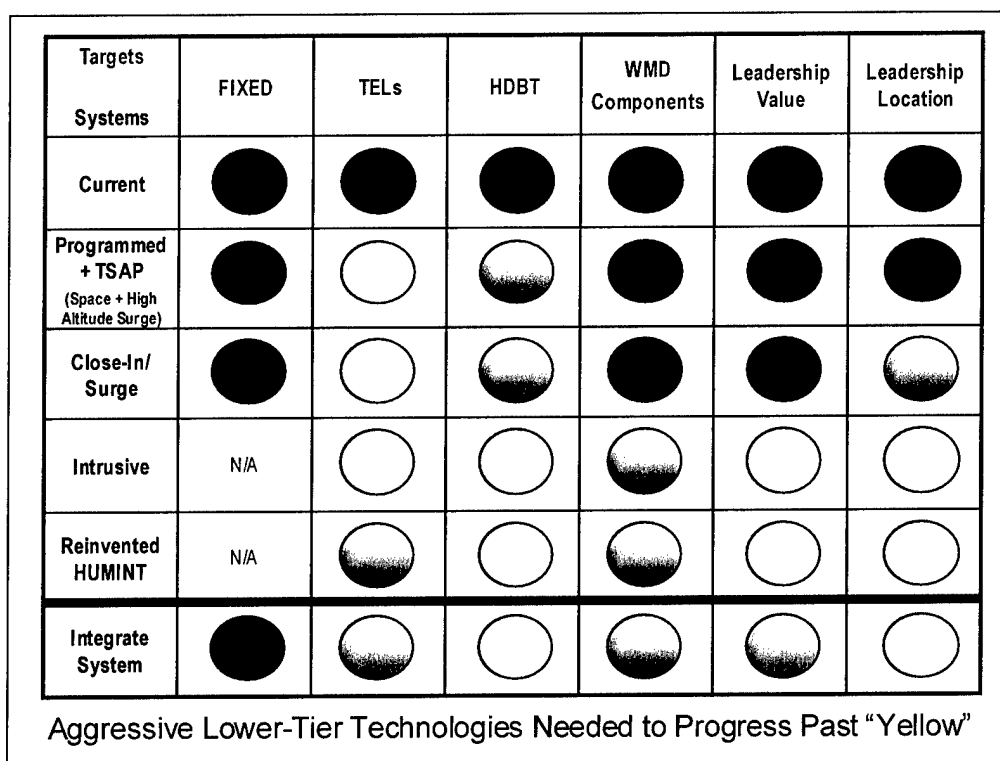 Targets
Systems
FIXED
TELs
HDBT
WMD
Components
Leadership
Value
Leadership
Location
Current
Programmed
+ TSAP
(Space + High
Altitude Surge)
Close-In/
Surge
Intrusive
N/A
Reinvented
HUMINT
N/A
Integrate
System
Aggressive Lower-Tier Technologies Needed to Progress Past “Yellow”